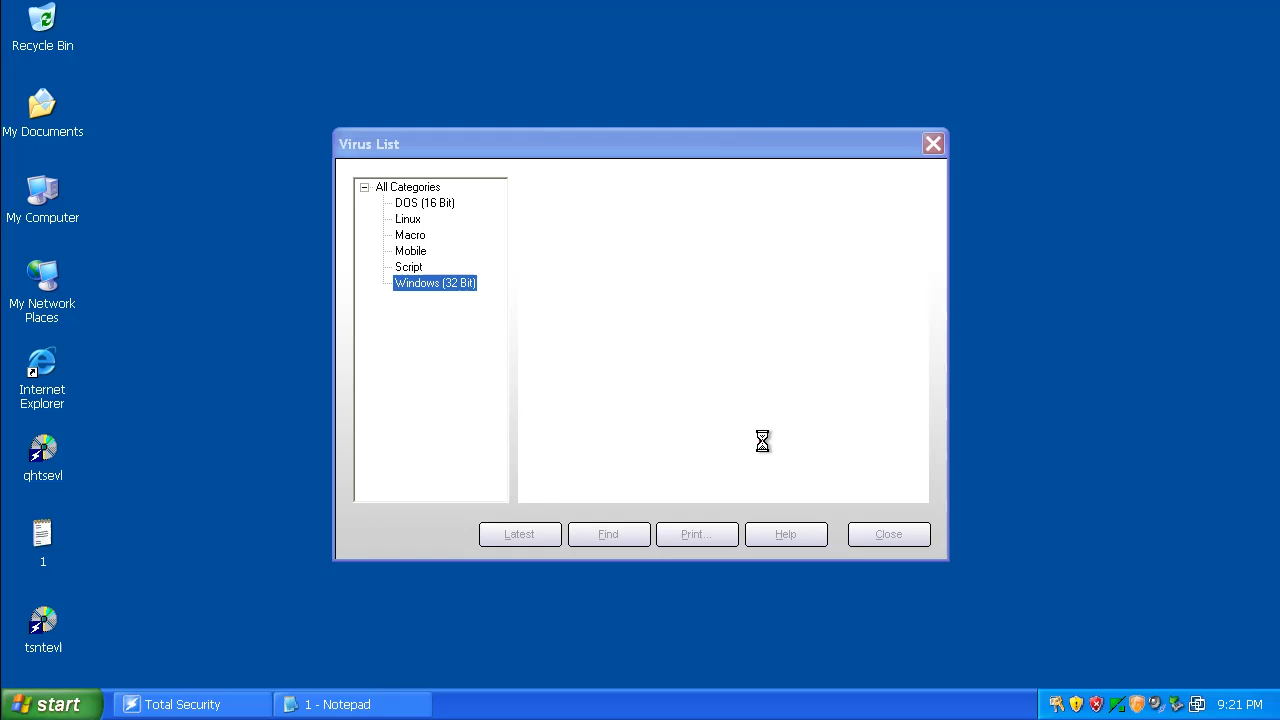 Recycle Bin
My Documents
My Computer
My Network
Places
Internet
Explorer
qhtsevl
1
tsntevl
Virus List
All Categories
DOS (16 Bit)
Linux
Macro
Mobile
Script
Windows (32 Bit)
Latest
Find
Print...
Help
Close
start
Total Security
1 - Notepad
9:21 PM